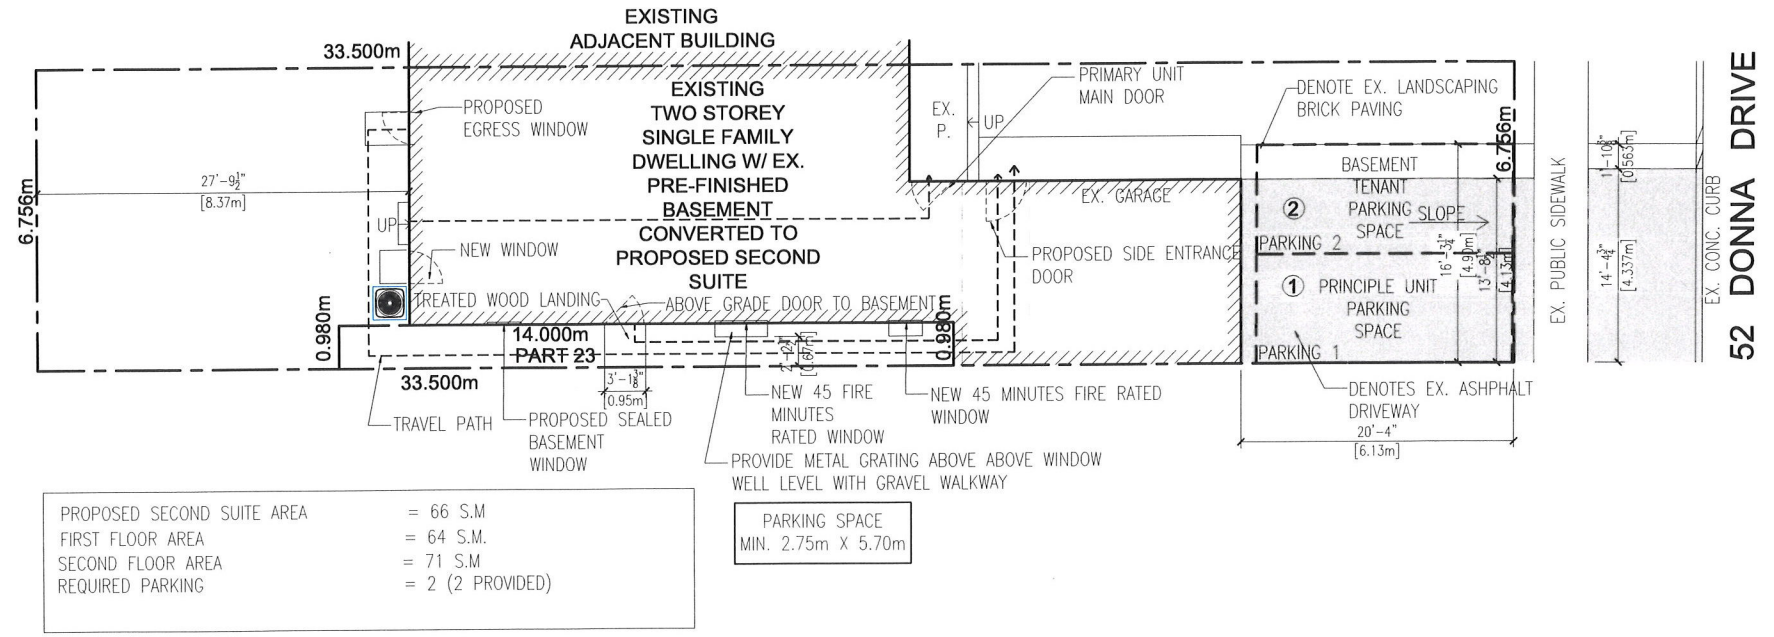 EXISTING
ADJACENT BUILDING
33.500m
EXISTING
TWO STOREY
SINGLE FAMILY
DWELLING W/ EX.
PRE-FINISHED
BASEMENT
CONVERTED TO
PROPOSED SECOND
SUITE
PROPOSED
EGRESS WINDOW
27'-9½"
[8.37m]
6.756m
UP
NEW WINDOW
TREATED WOOD LANDING
ABOVE GRADE DOOR TO BASEMENT
0.980m
14.000m
PART 23
0.980m
33.500m
3'-1⅜"
[0.95m]
[0.67m]
TRAVEL PATH
PROPOSED SEALED
BASEMENT
WINDOW
NEW 45 FIRE
MINUTES
RATED WINDOW
NEW 45 MINUTES FIRE RATED
WINDOW
PROVIDE METAL GRATING ABOVE ABOVE WINDOW
WELL LEVEL WITH GRAVEL WALKWAY
EX.
P.
UP
PRIMARY UNIT
MAIN DOOR
EX. GARAGE
PROPOSED SIDE ENTRANCE
DOOR
DENOTE EX. LANDSCAPING
BRICK PAVING
BASEMENT
TENANT
PARKING
SPACE
2
SLOPE
PARKING 2
1
PRINCIPLE UNIT
PARKING
SPACE
PARKING 1
16'-3¼"
13'-8½"
[4.13m]
6.756m
DENOTES EX. ASHPHALT
DRIVEWAY
20'-4"
[6.13m]
EX. PUBLIC SIDEWALK
[0.563m]
14'-4¾"
[4.337m]
EX. CONC. CURB
52 DONNA DRIVE
PROPOSED SECOND SUITE AREA = 66 S.M
FIRST FLOOR AREA = 64 S.M.
SECOND FLOOR AREA = 71 S.M
REQUIRED PARKING = 2 (2 PROVIDED)
PARKING SPACE
MIN. 2.75m X 5.70m